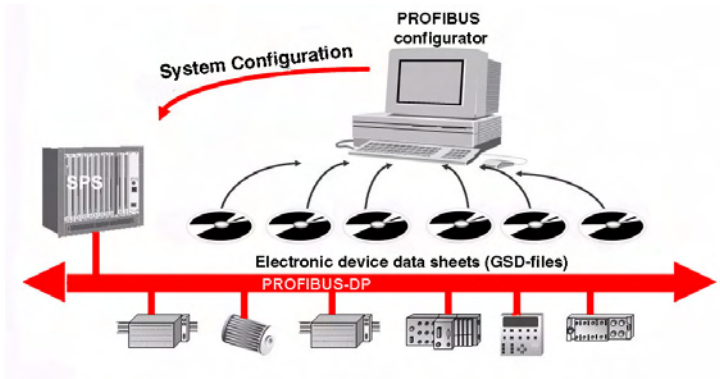 PROFIBUS
configurator
System Configuration
SPS
Electronic device data sheets (GSD-files)
PROFIBUS-DP